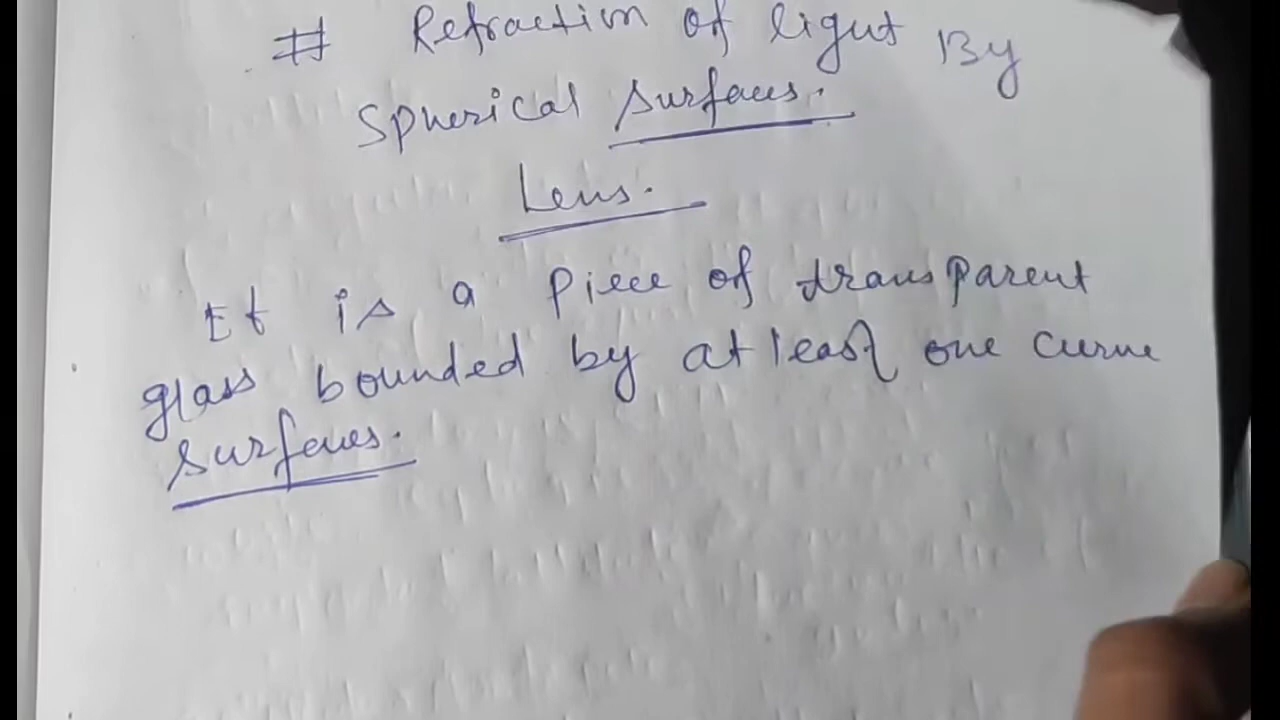 # Refraction of light By
Spherical surfaces.
Lens.
It is a piece of transparent
glass bounded by at least one curve
surfaces.